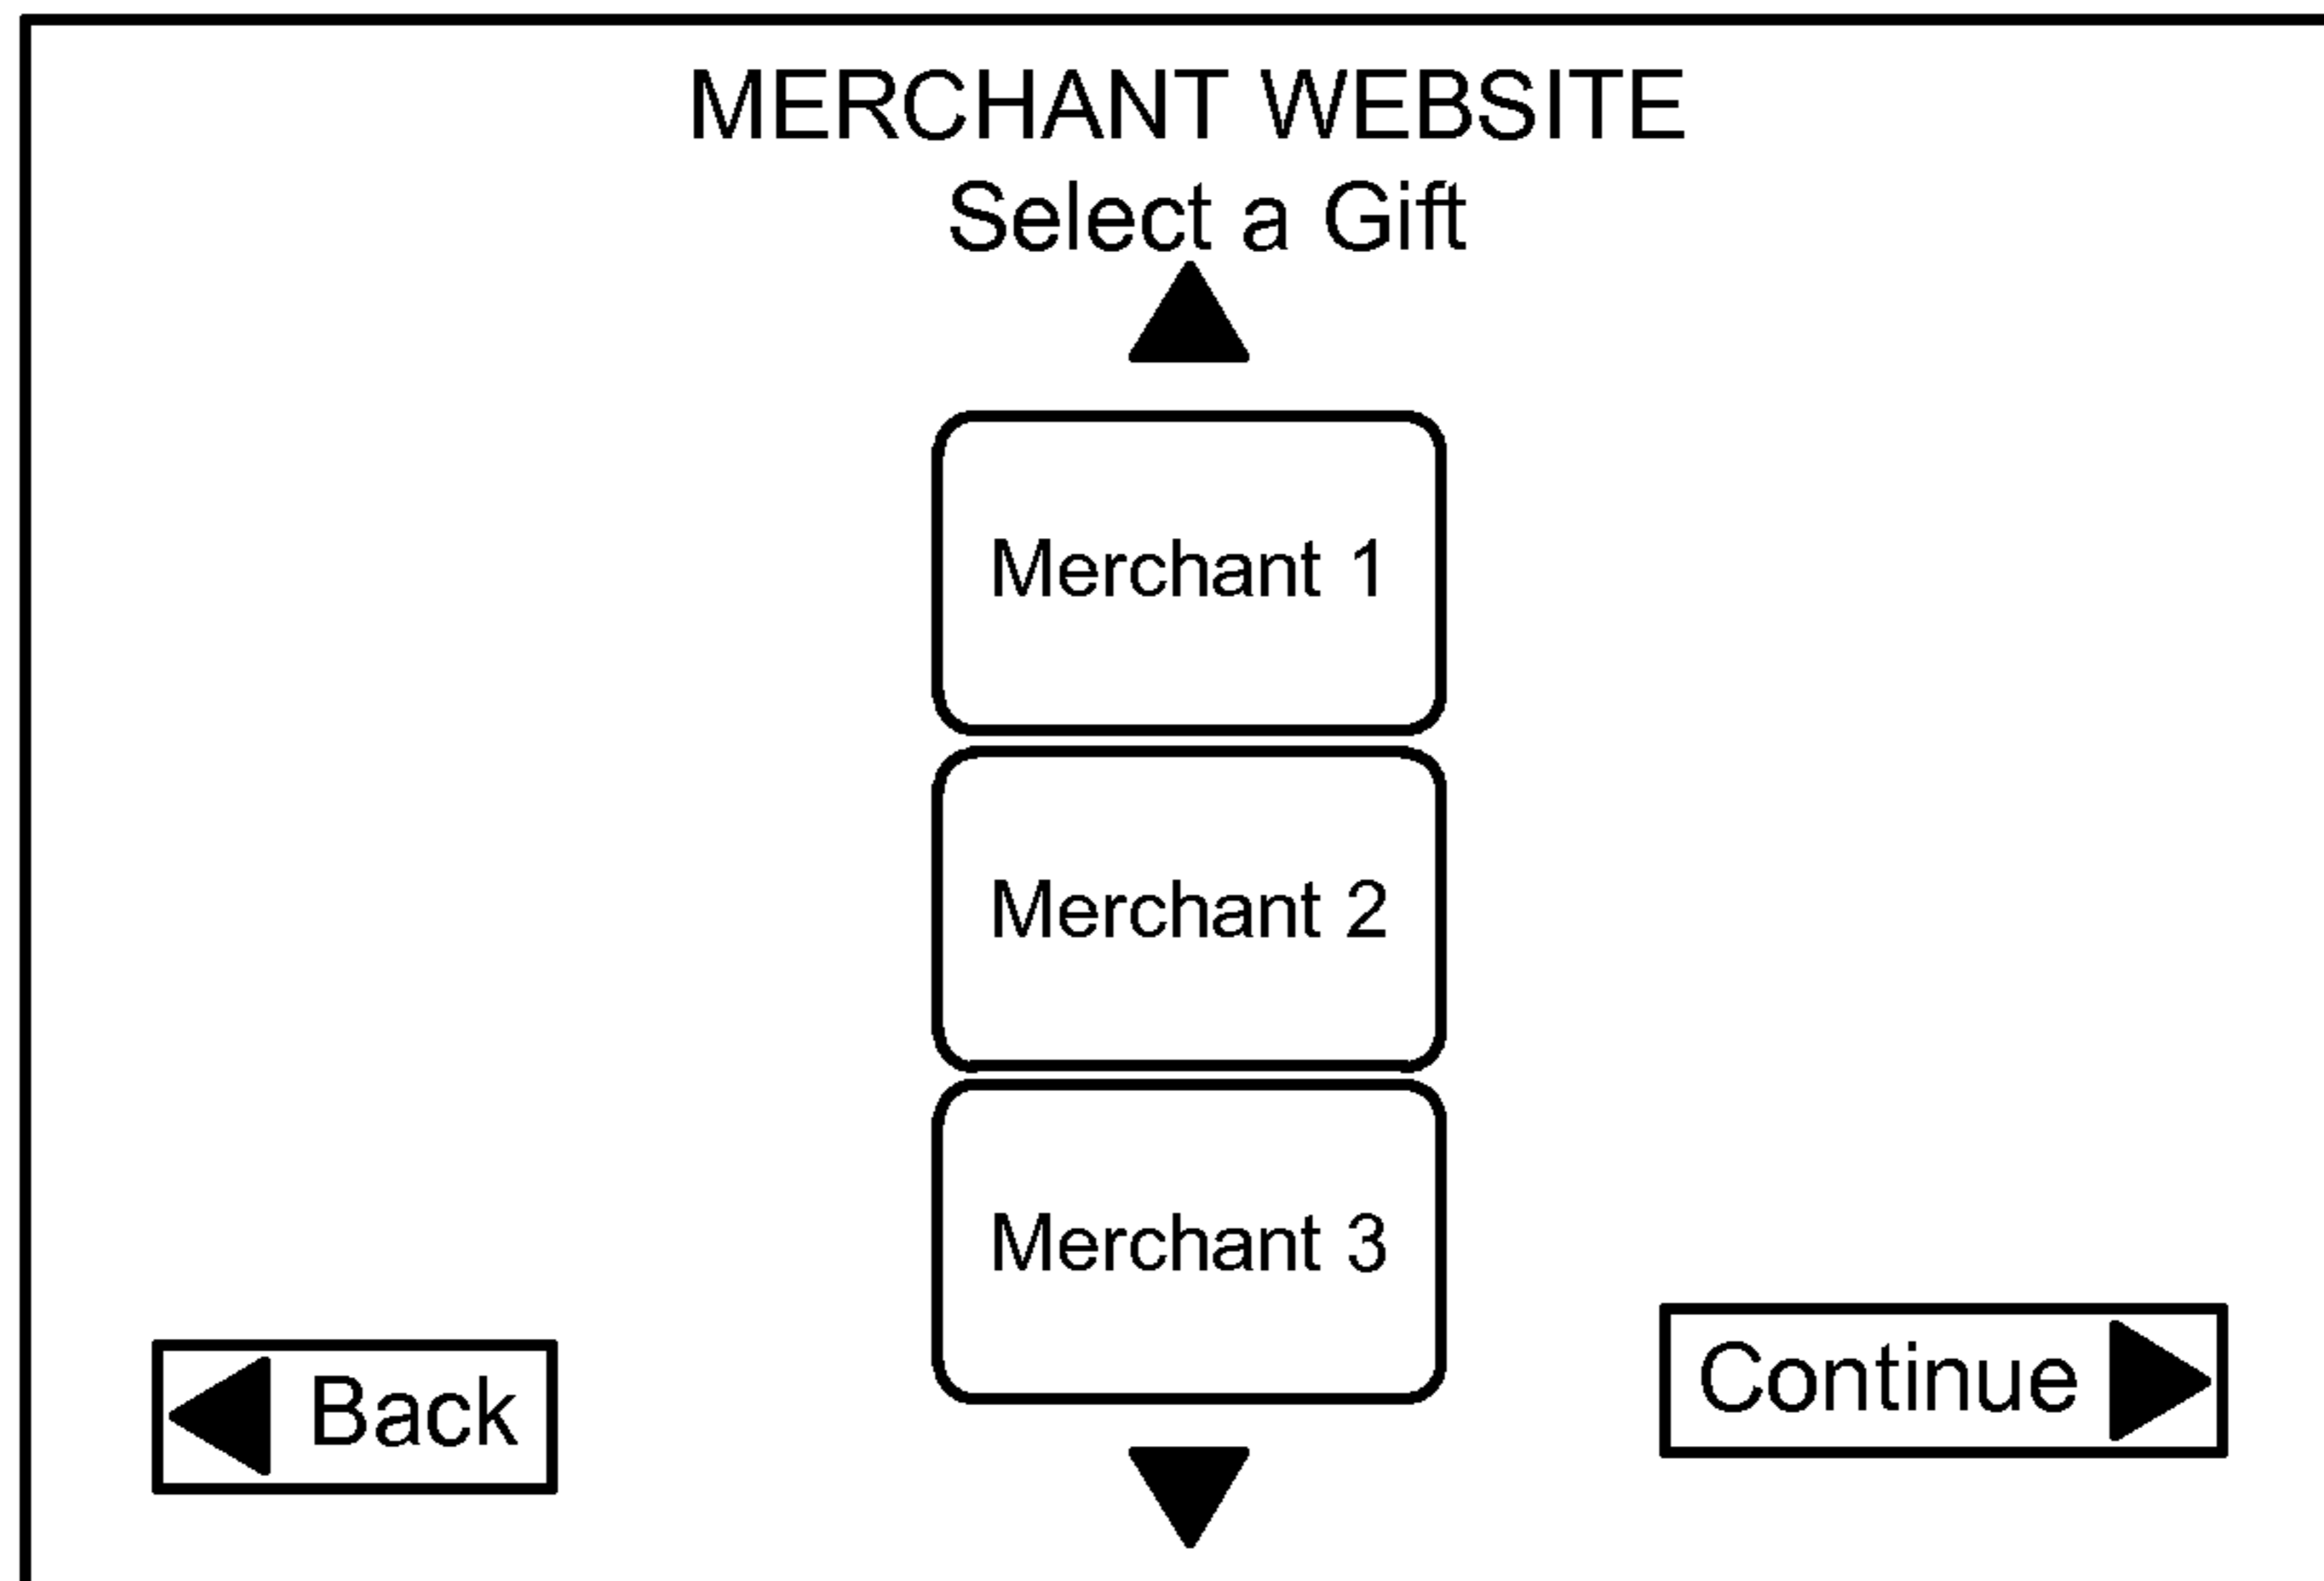 MERCHANT WEBSITE
Select a Gift
Merchant 1
Merchant 2
Merchant 3
Back
Continue